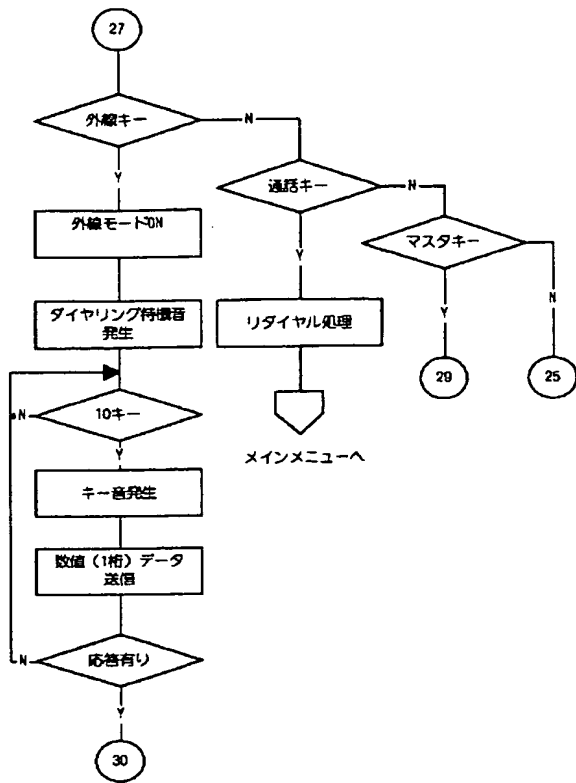 27
外線キー
N
Y
通話キー
N
外線モードON
マスタキー
Y
Y
N
ダイヤリング待機音
発生
リダイヤル処理
29
25
10キー
N
メインメニューへ
Y
キー音発生
数値（1桁）データ
送信
応答有り
N
Y
30